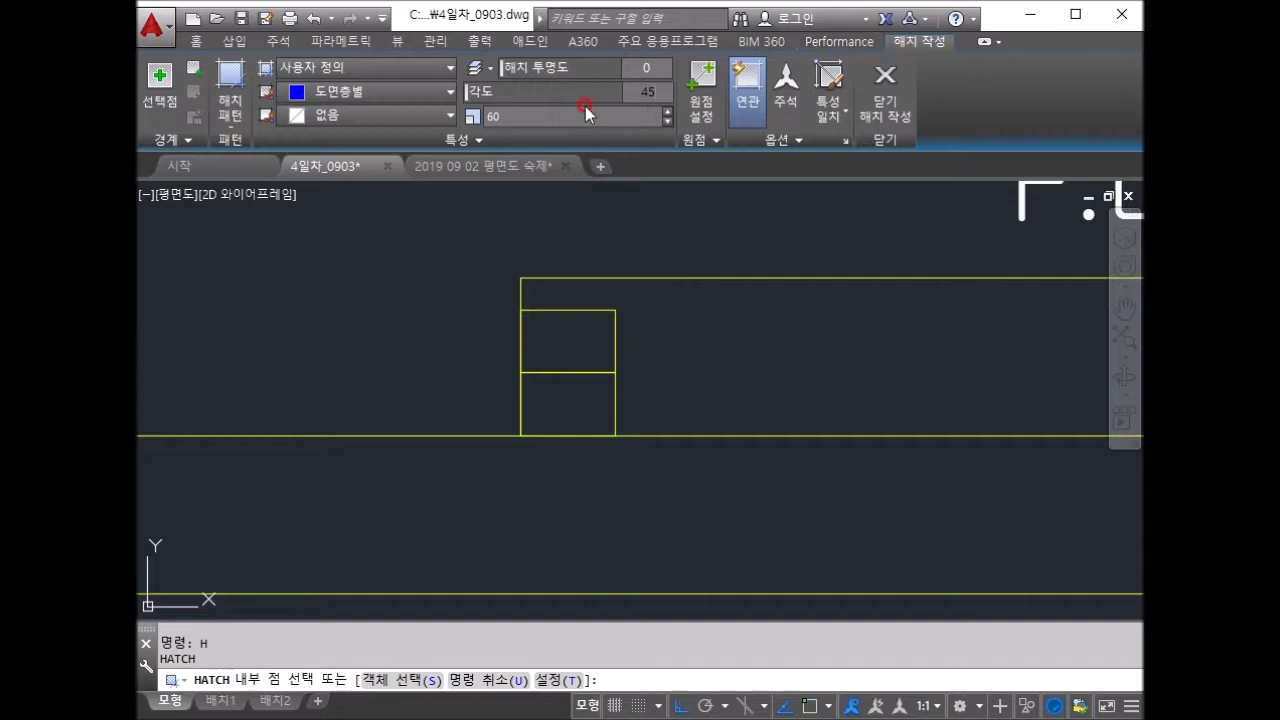 C:...₩4일차_0903.dwg
키워드 또는 구절 입력
로그인
홈 삽입 주석 파라메트릭 뷰 관리 출력 애드인 A360 주요 응용프로그램 BIM 360 Performance 해치 작성
사용자 정의
해치 투명도 0
도면층별
각도 45
없음
60
선택점
해치
패턴
원점
설정
연관
주석
특성
일치
닫기
해치 작성
경계 패턴 특성 원점 옵션 닫기
시작 4일차_0903* 2019 09 02 평면도 숙제*
[−][평면도][2D 와이어프레임]
Y
X
명령: H
HATCH
HATCH 내부 점 선택 또는 [객체 선택(S) 명령 취소(U) 설정(T)]:
모형 배치1 배치2 + 모형 1:1